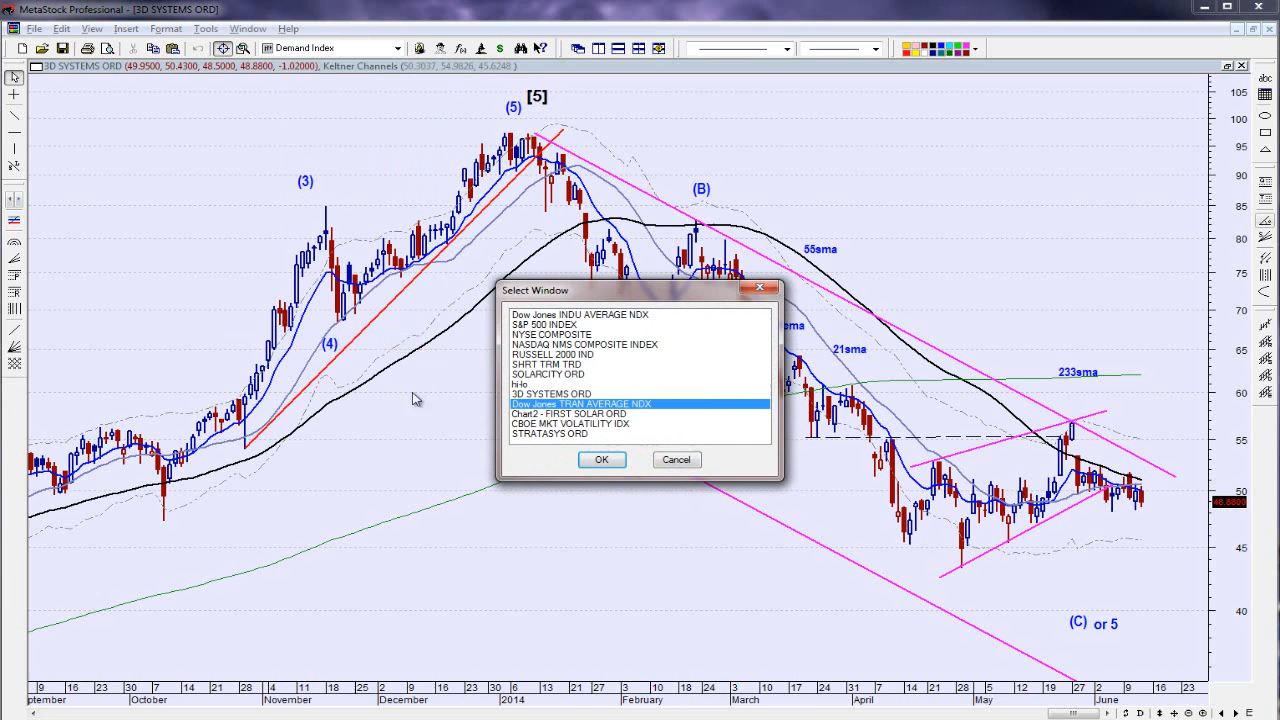 MetaStock Professional - [3D SYSTEMS ORD]
File Edit View Insert Format Tools Window Help
Demand Index
3D SYSTEMS ORD (49.9500, 50.4300, 48.5000, 48.8800, -1.02000), Keltner Channels (50.3037, 54.9826, 45.6248 )
abc
[5]
(5)
(3)
(B)
(4)
55sma
21sma
233sma
(C) or 5
105
100
95
90
85
80
75
70
65
60
55
50
48.8800
45
40
Select Window
Dow Jones INDU AVERAGE NDX
S&P 500 INDEX
NYSE COMPOSITE
NASDAQ NMS COMPOSITE INDEX
RUSSELL 2000 IND
SHRT TRM TRD
SOLARCITY ORD
hi-lo
3D SYSTEMS ORD
Dow Jones TRAN AVERAGE NDX
Chart2 - FIRST SOLAR ORD
CBOE MKT VOLATILITY IDX
STRATASYS ORD
OK Cancel
9 16 23 30 7 14 21 28 4 11 18 25 2 9 16 23 30 6 13 21 27 3 10 18 24 3 10 17 24 31 7 14 21 28 5 12 19 27 2 9 16 23
ptember October November December 2014 February March April May June